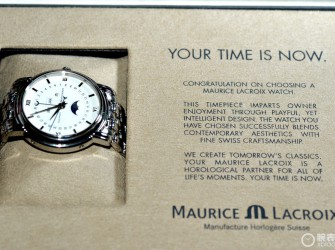 YOUR TIME IS NOW.
CONGRATULATION ON CHOOSING A
MAURICE LACROIX WATCH.
THIS TIMEPIECE IMPARTS OWNER
ENJOYMENT THROUGH PLAYFUL, YET
INTELLIGENT DESIGN. THE WATCH YOU
HAVE CHOSEN SUCCESSFULLY BLENDS
CONTEMPORARY AESTHETICS WITH
FINE SWISS CRAFTSMANSHIP.
WE CREATE TOMORROW'S CLASSICS.
YOUR MAURICE LACROIX IS A
HOROLOGICAL PARTNER FOR ALL OF
LIFE'S MOMENTS. YOUR TIME IS NOW.
MAURICE LACROIX
Manufacture Horlogère Suisse